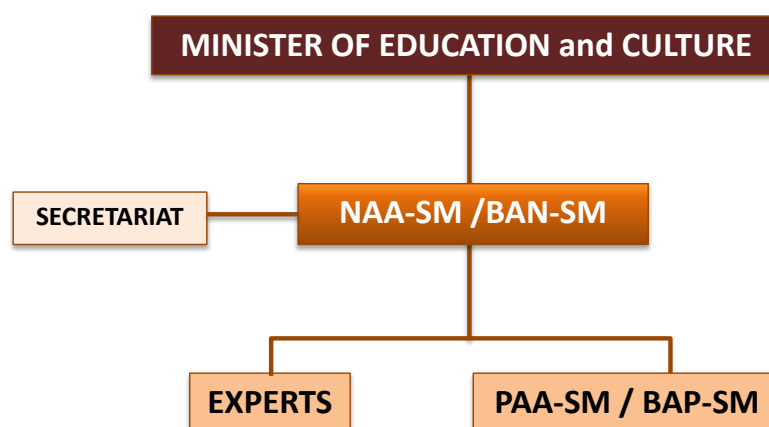 MINISTER OF EDUCATION and CULTURE
SECRETARIAT
NAA-SM /BAN-SM
EXPERTS
PAA-SM / BAP-SM